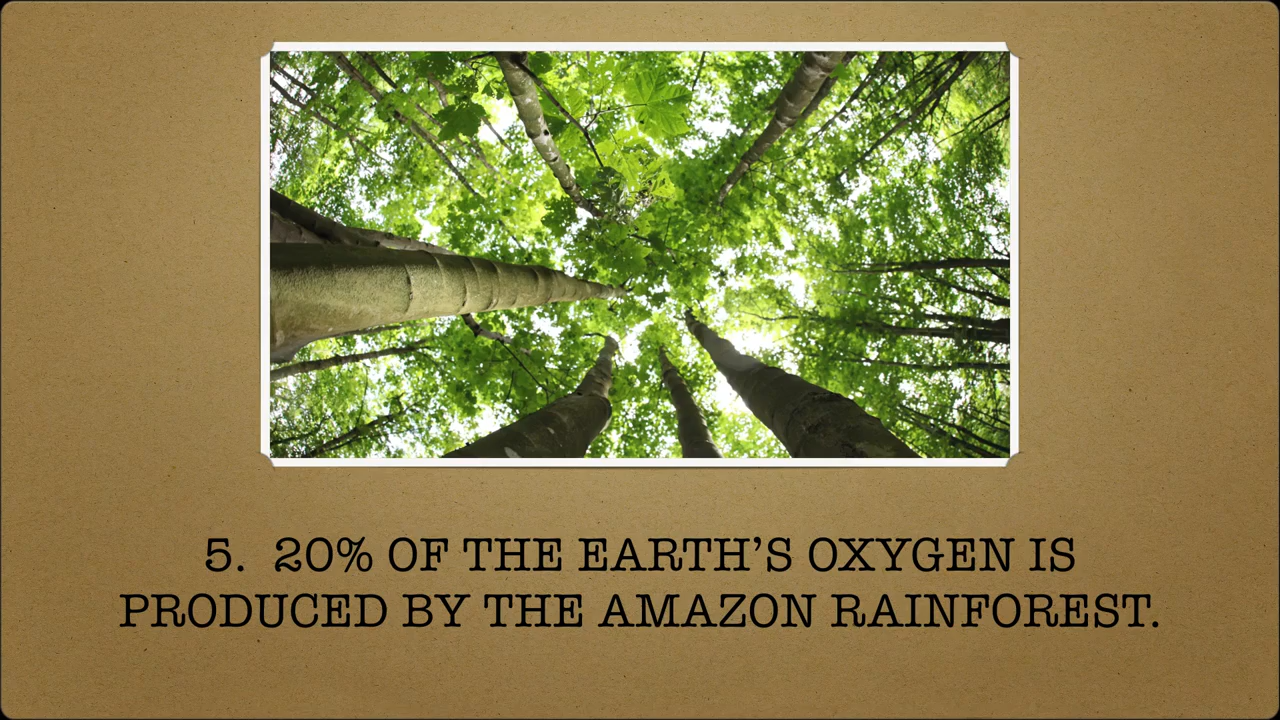 5.  20% OF THE EARTH’S OXYGEN IS
PRODUCED BY THE AMAZON RAINFOREST.